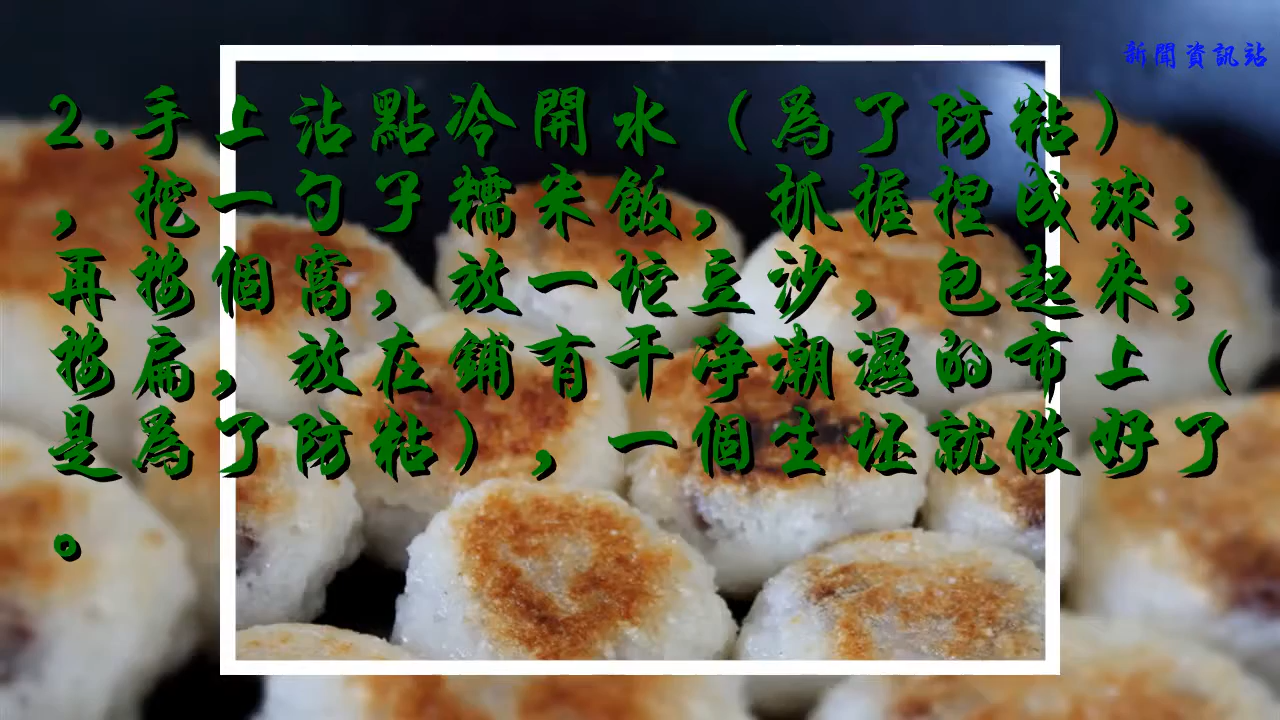 新聞資訊站
2.手上沾點冷開水（為了防粘）
，挖一勺子糯米飯，抓握捏成球；
再按個窩，放一坨豆沙，包起來；
按扁，放在鋪有干净潮濕的布上（
是為了防粘），一個生坯就做好了
。